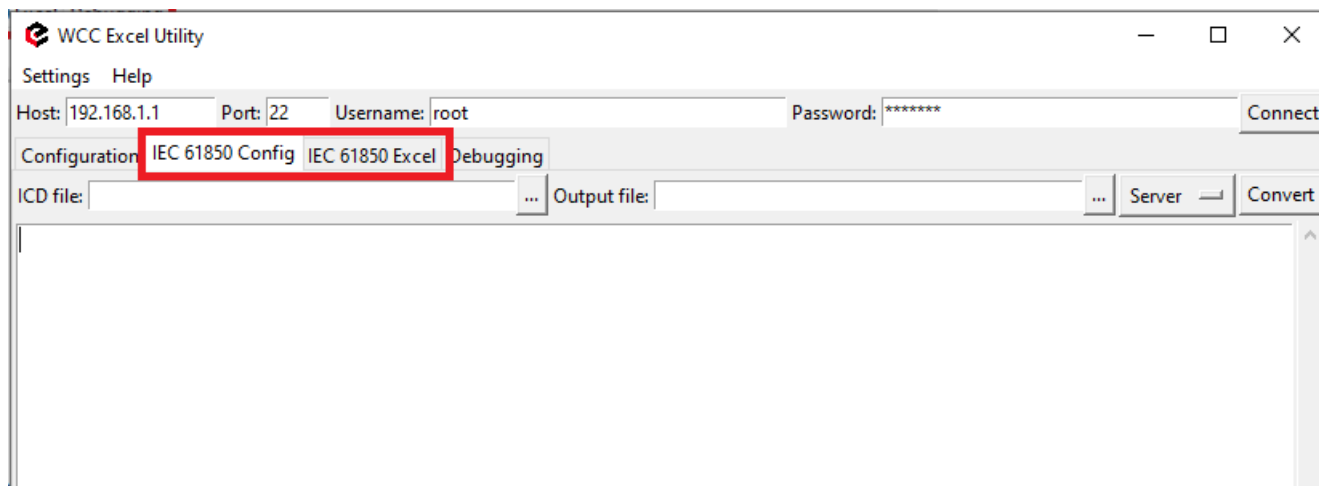 WCC Excel Utility
Settings Help
Host: 192.168.1.1 Port: 22 Username: root Password: ******* Connect
Configuration IEC 61850 Config IEC 61850 Excel Debugging
ICD file: ... Output file: ... Server Convert